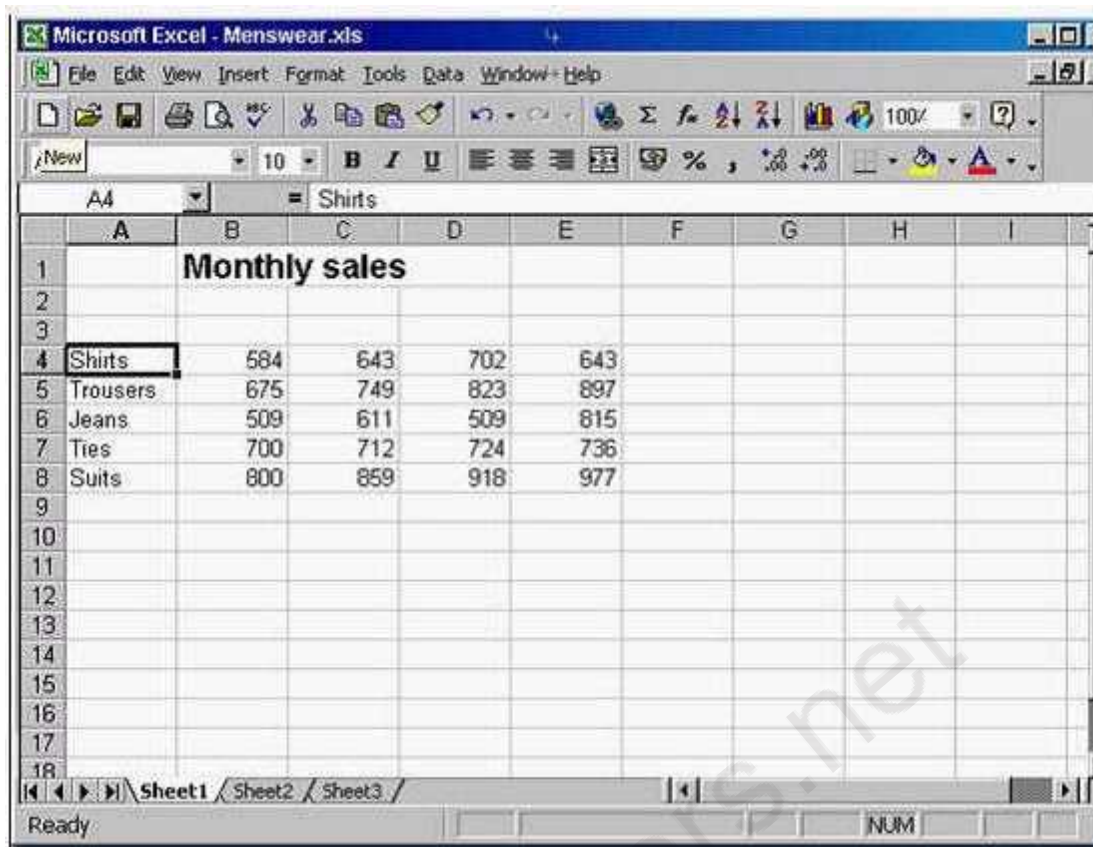 Microsoft Excel - Menswear.xls
File Edit View Insert Format Tools Data Window Help
ABC Σ 100%
New 10 B I U % ,
A4 = Shirts
A B C D E F G H I
1 Monthly sales
2
3
4 Shirts 584 643 702 643
5 Trousers 675 749 823 897
6 Jeans 509 611 509 815
7 Ties 700 712 724 736
8 Suits 800 859 918 977
9
10
11
12
13
14
15
16
17
18
Sheet1 Sheet2 Sheet3
Ready NUM
rs.net